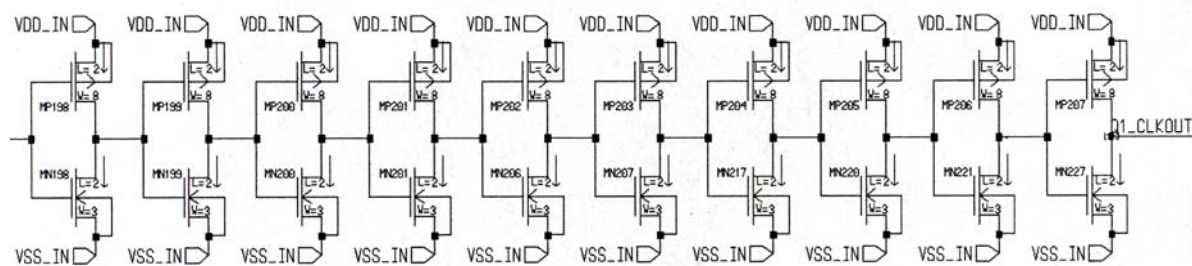 VDD_IN VDD_IN VDD_IN VDD_IN VDD_IN VDD_IN VDD_IN VDD_IN VDD_IN VDD_IN
L=2 L=2 L=2 L=2 L=2 L=2 L=2 L=2 L=2 L=2
W=8 W=8 W=8 W=8 W=8 W=8 W=8 W=8 W=8 W=8
MP198 MP199 MP200 MP201 MP202 MP203 MP204 MP205 MP206 MP207
Q1_CLKOUT
MN198 MN199 MN200 MN201 MN206 MN207 MN217 MN220 MN221 MN227
L=2 L=2 L=2 L=2 L=2 L=2 L=2 L=2 L=2 L=2
W=3 W=3 W=3 W=3 W=3 W=3 W=3 W=3 W=3 W=3
VSS_IN VSS_IN VSS_IN VSS_IN VSS_IN VSS_IN VSS_IN VSS_IN VSS_IN VSS_IN